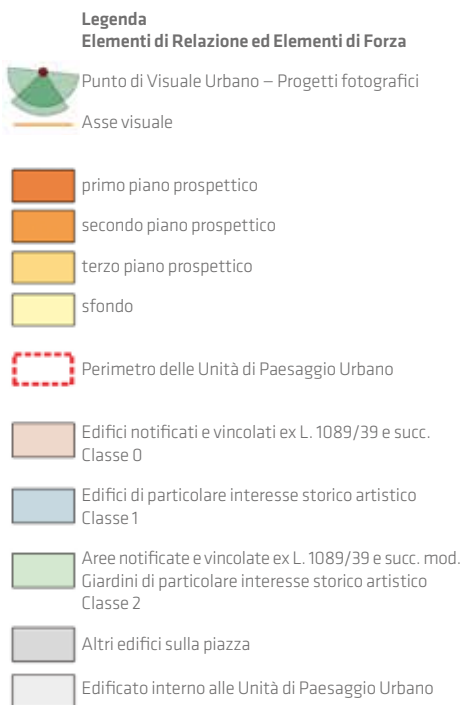 Legenda
Elementi di Relazione ed Elementi di Forza
Punto di Visuale Urbano – Progetti fotografici
Asse visuale
primo piano prospettico
secondo piano prospettico
terzo piano prospettico
sfondo
Perimetro delle Unità di Paesaggio Urbano
Edifici notificati e vincolati ex L. 1089/39 e succ.
Classe 0
Edifici di particolare interesse storico artistico
Classe 1
Aree notificate e vincolate ex L. 1089/39 e succ. mod.
Giardini di particolare interesse storico artistico
Classe 2
Altri edifici sulla piazza
Edificato interno alle Unità di Paesaggio Urbano